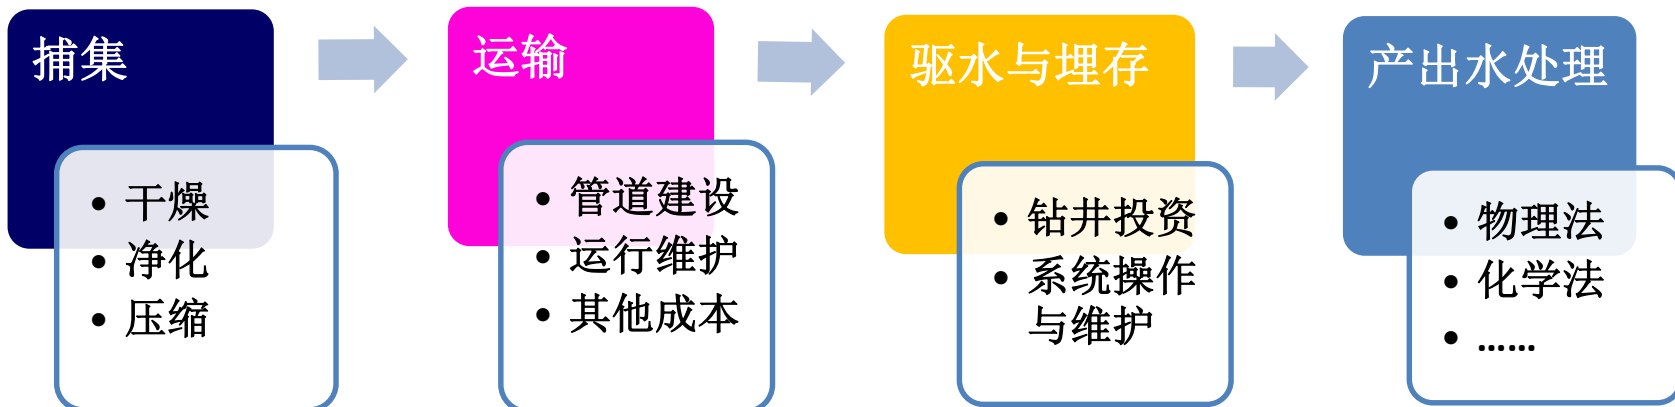 捕集
• 干燥
• 净化
• 压缩
运输
• 管道建设
• 运行维护
• 其他成本
驱水与埋存
• 钻井投资
• 系统操作
与维护
产出水处理
• 物理法
• 化学法
• ……